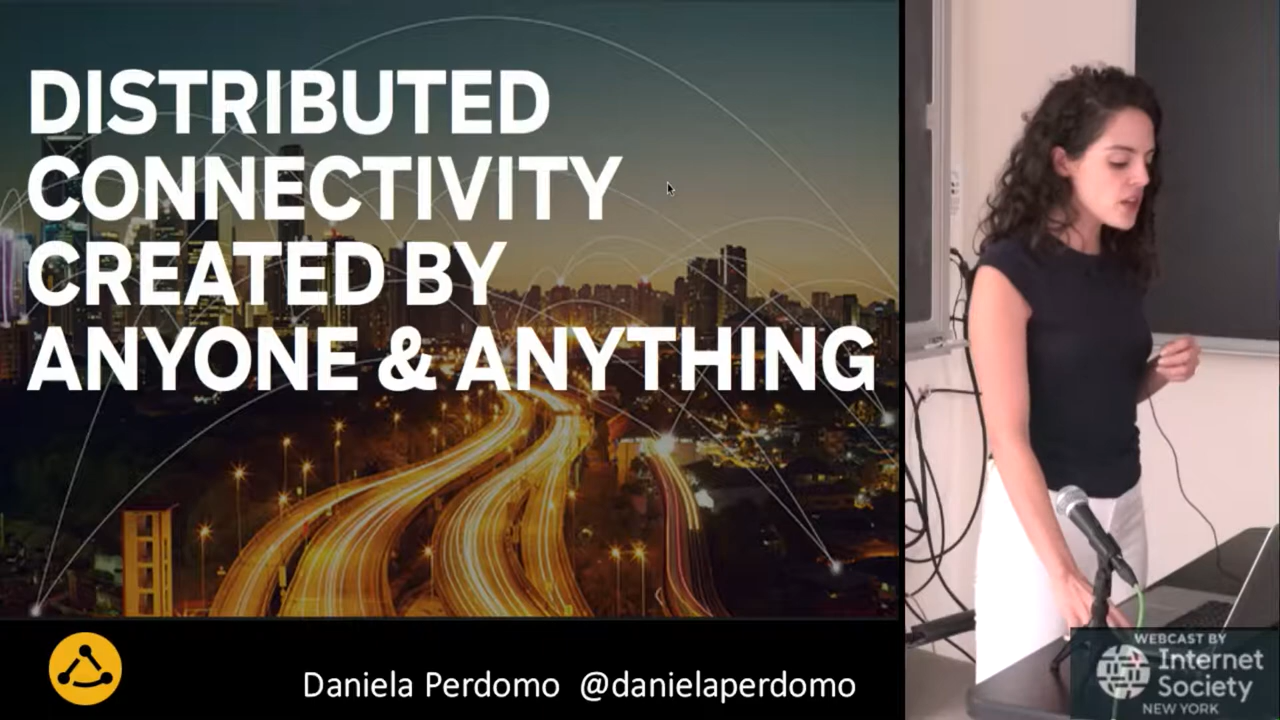 DISTRIBUTED
CONNECTIVITY
CREATED BY
ANYONE & ANYTHING
Daniela Perdomo @danielaperdomo
WEBCAST BY
Internet
Society
NEW YORK